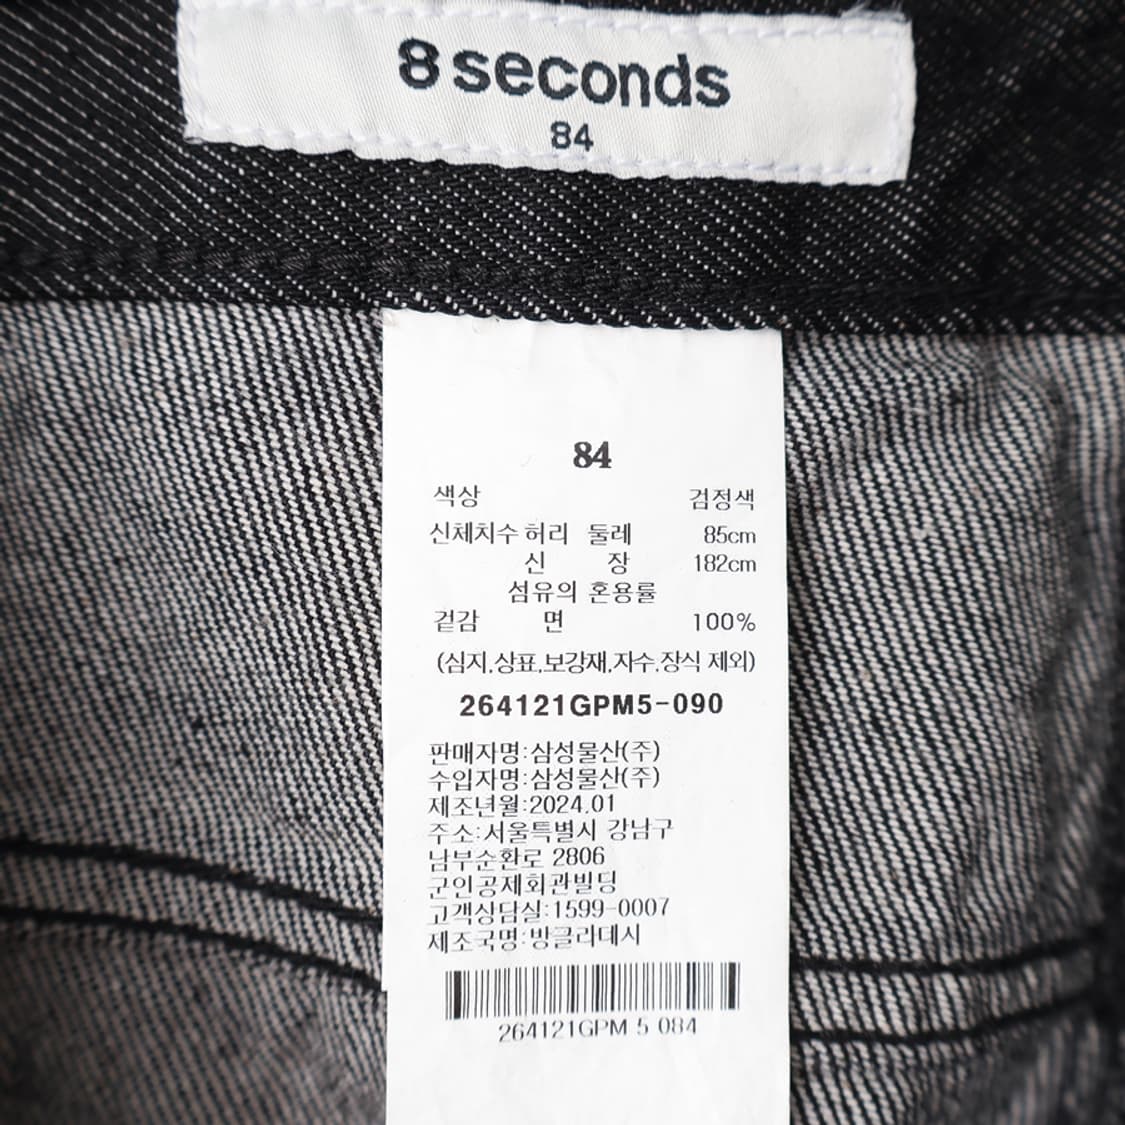 8 seconds
84
84
색상 검정색
신체치수 허리 둘레 85cm
신 장 182cm
섬유의 혼용률
겉감 면 100%
(심지,상표,보강재,자수,장식 제외)
264121GPM5-090
판매자명:삼성물산(주)
수입자명:삼성물산(주)
제조년월:2024.01
주소:서울특별시 강남구
남부순환로 2806
군인공제회관빌딩
고객상담실:1599-0007
제조국명:방글라데시
264121GPM 5 084